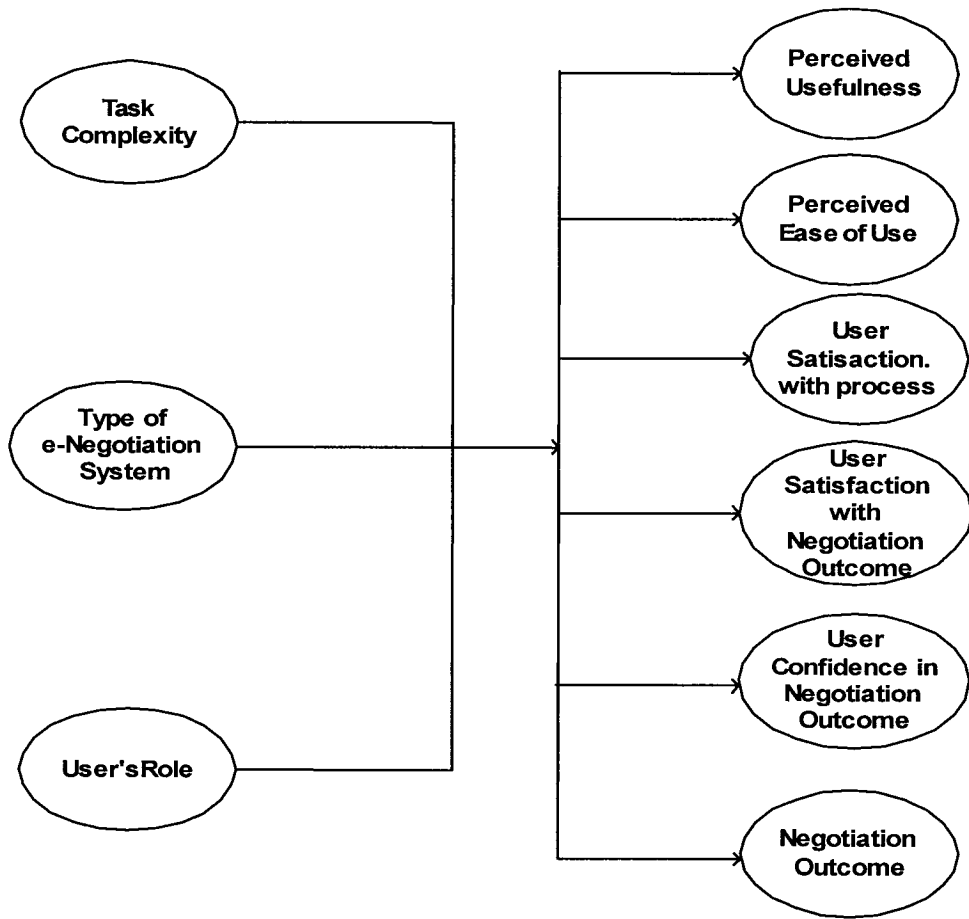 Task
Complexity
Type of
e-Negotiation
System
User's Role
Perceived
Usefulness
Perceived
Ease of Use
User
Satisaction.
with process
User
Satisfaction
with
Negotiation
Outcome
User
Confidence in
Negotiation
Outcome
Negotiation
Outcome